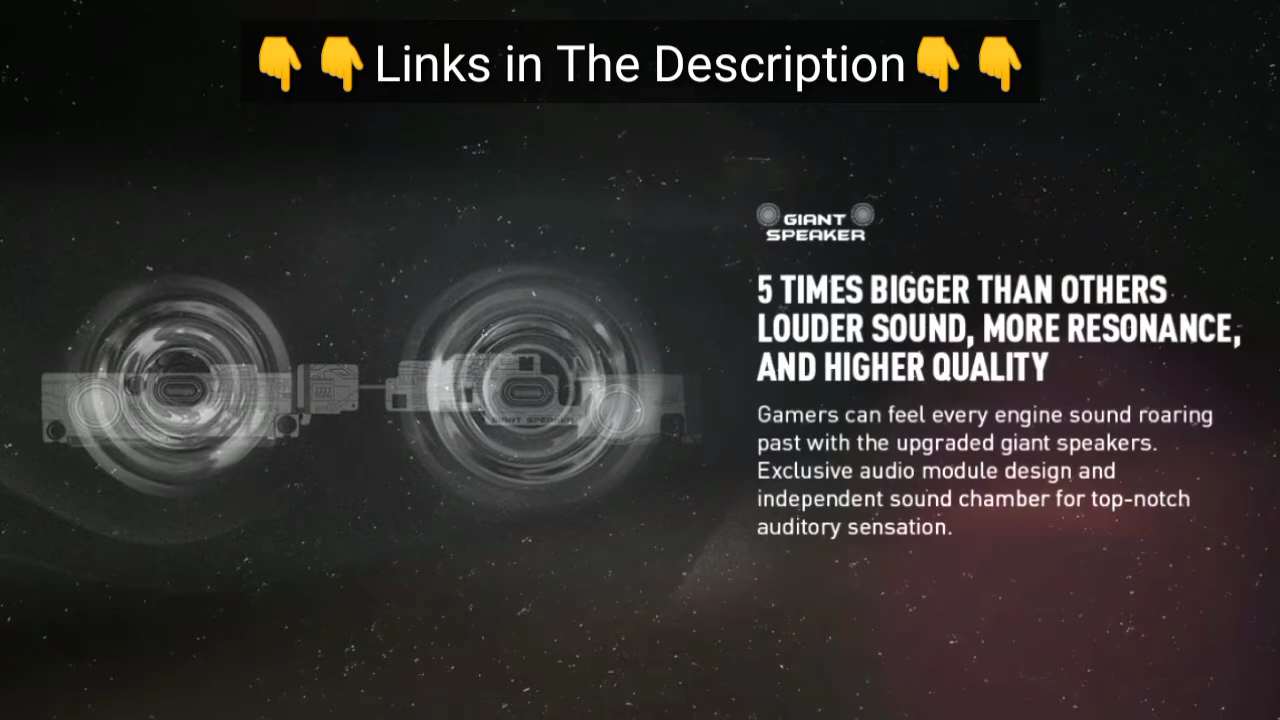 👇👇Links in The Description👇👇
GIANT
SPEAKER
5 TIMES BIGGER THAN OTHERS
LOUDER SOUND, MORE RESONANCE,
AND HIGHER QUALITY
Gamers can feel every engine sound roaring
past with the upgraded giant speakers.
Exclusive audio module design and
independent sound chamber for top-notch
auditory sensation.
GIANT SPEAKER